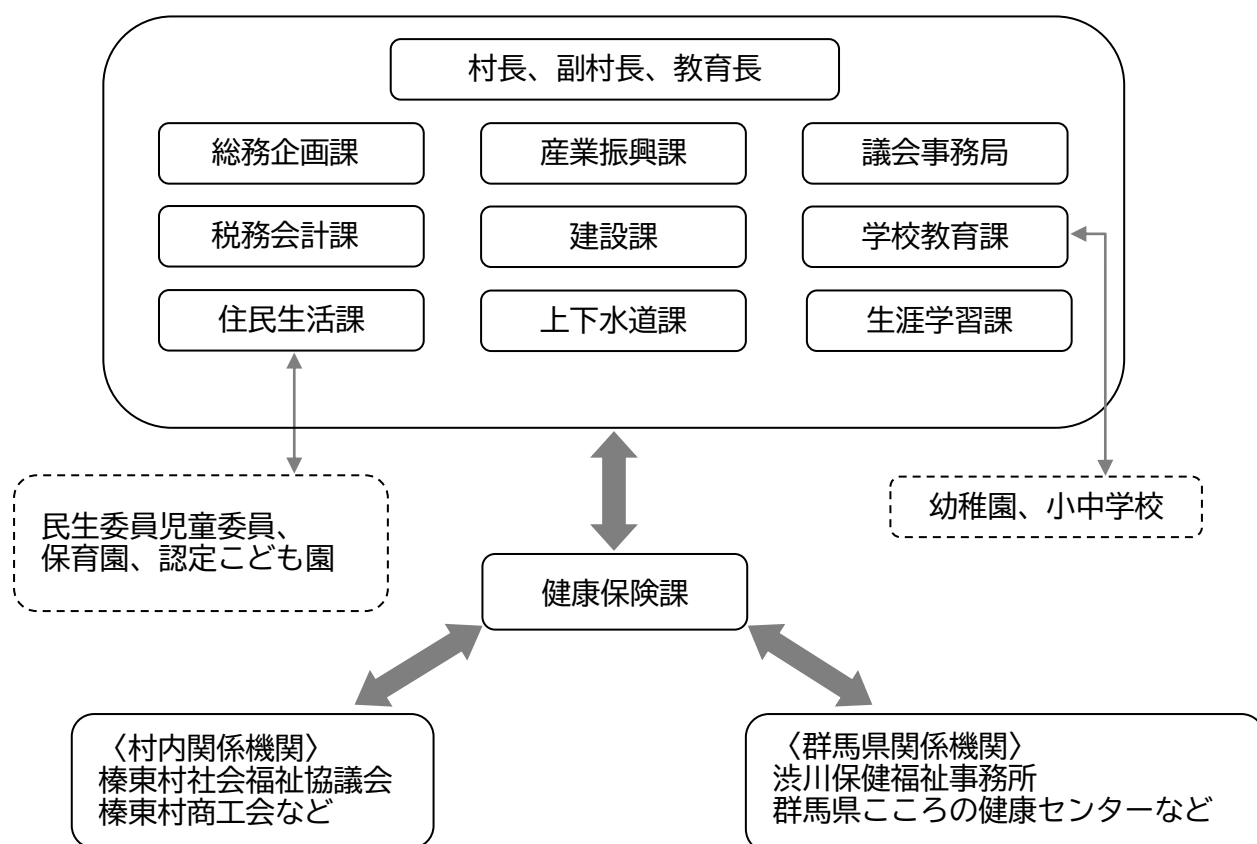 村長、副村長、教育長
総務企画課
産業振興課
議会事務局
税務会計課
建設課
学校教育課
住民生活課
上下水道課
生涯学習課
民生委員児童委員、
保育園、認定こども園
幼稚園、小中学校
健康保険課
〈村内関係機関〉
榛東村社会福祉協議会
榛東村商工会など
〈群馬県関係機関〉
渋川保健福祉事務所
群馬県こころの健康センターなど